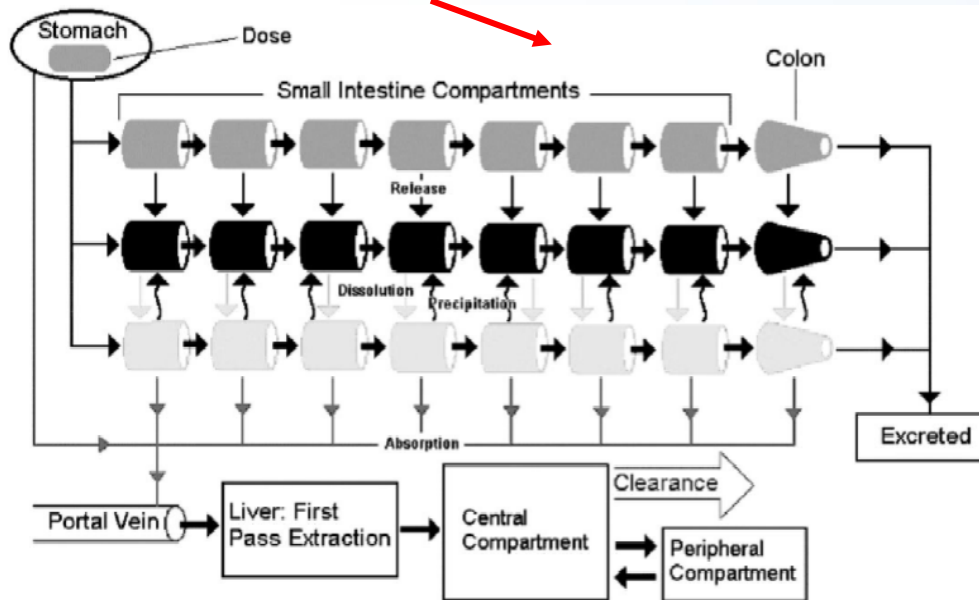 Stomach
Dose
Colon
Small Intestine Compartments
Release
Dissolution
Precipitation
Absorption
Excreted
Portal Vein
Liver: First
Pass Extraction
Central
Compartment
Clearance
Peripheral
Compartment